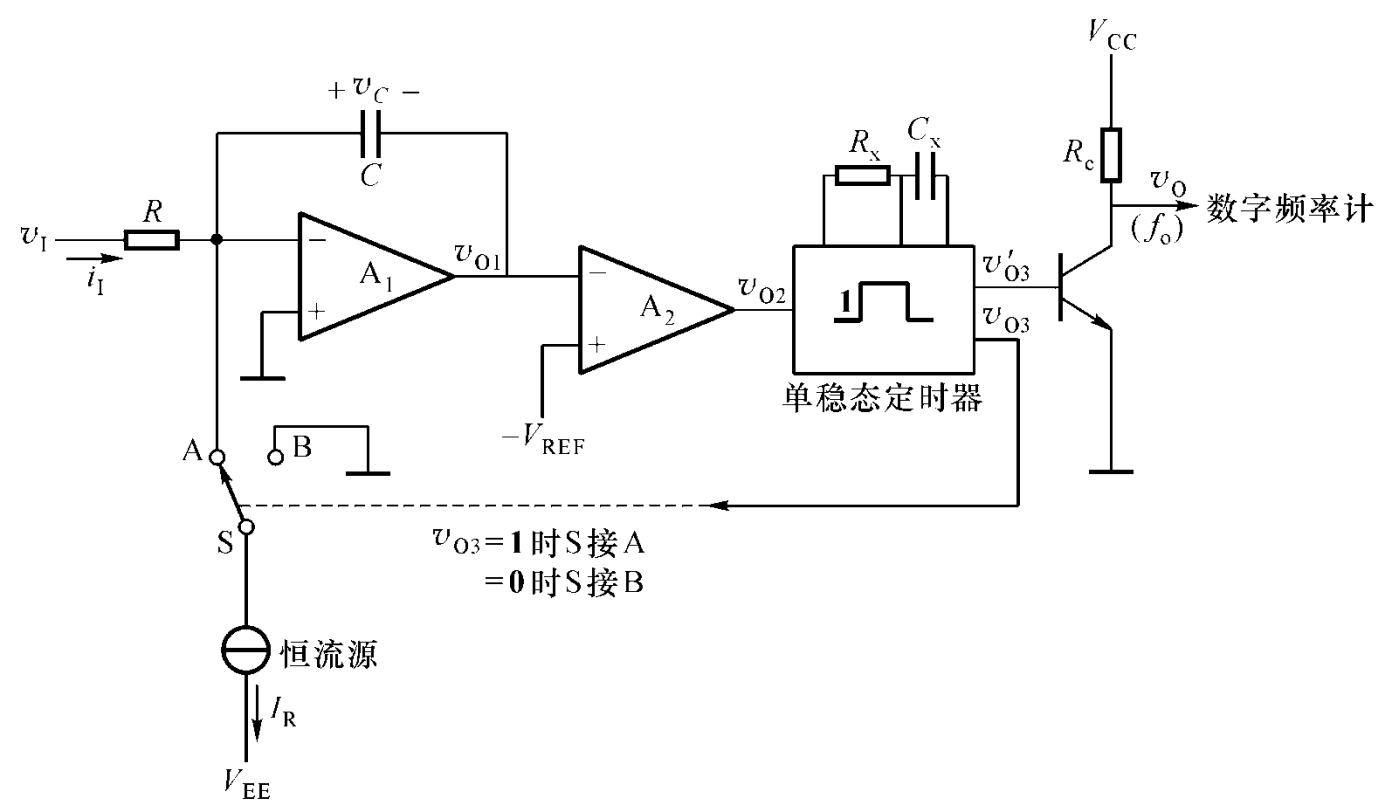 V_CC
+ v_C −
C
R_x
C_x
R_c
v_O
(f_o)
数字频率计
R
v_I
i_I
−
+
A_1
v_O1
−
+
A_2
v_O2
1
v'_O3
v_O3
单稳态定时器
−V_REF
A
B
S
v_O3=1时S接A
=0时S接B
恒流源
I_R
V_EE